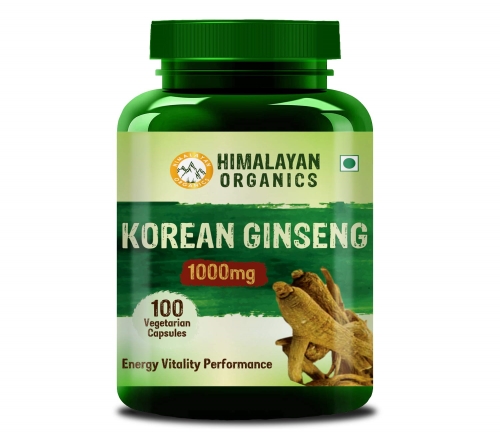 HIMALAYAN
ORGANICS
KOREAN GINSENG
1000mg
100
Vegetarian
Capsules
Energy Vitality Performance